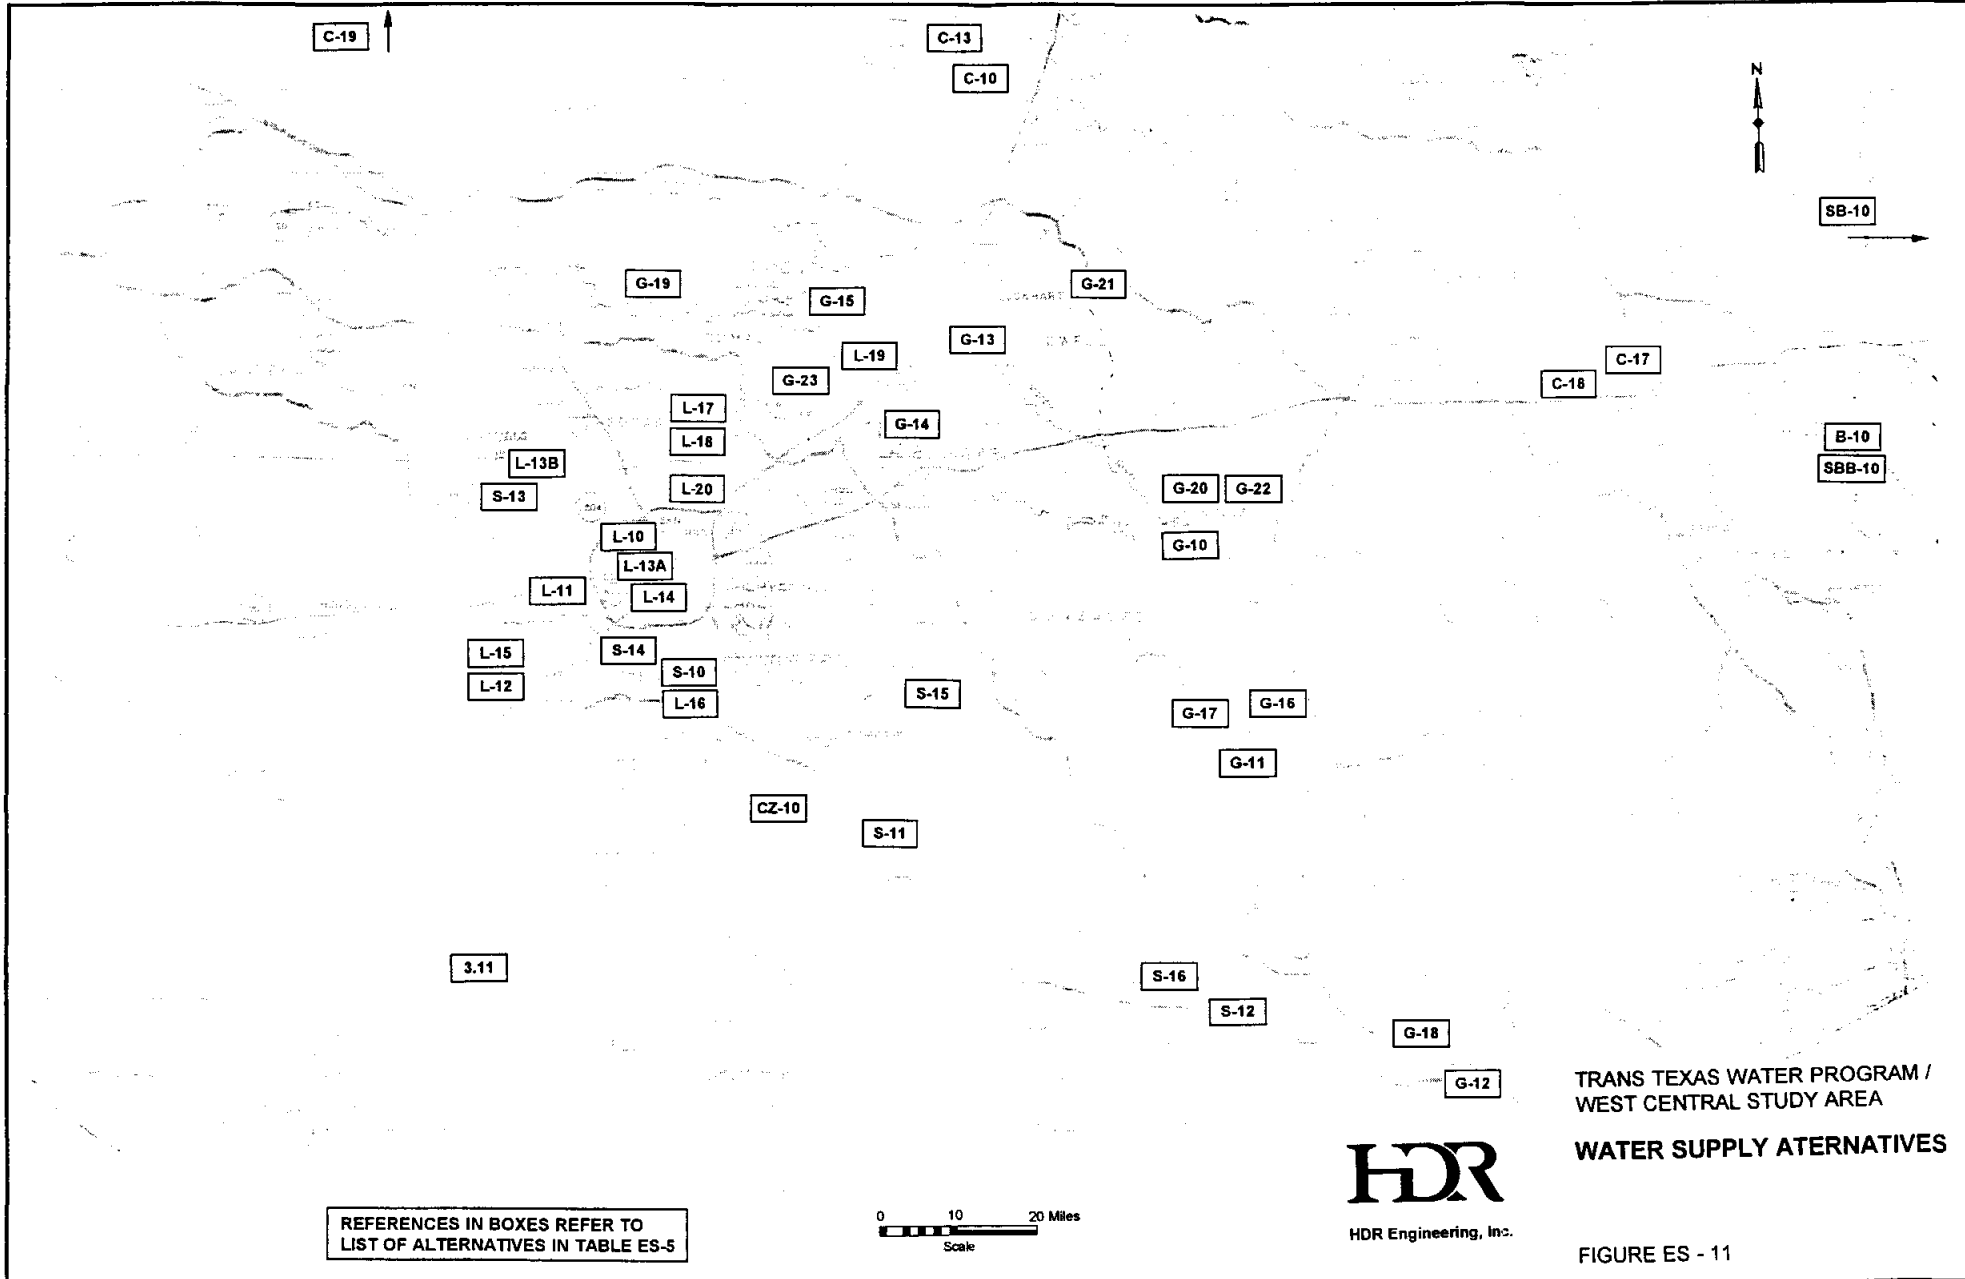 C-19
C-13
C-10
N
SB-10
G-19
G-15
G-21
G-13
L-19
G-23
C-17
C-18
L-17
G-14
L-18
B-10
L-13B
SBB-10
S-13
L-20
G-20
G-22
L-10
G-10
L-13A
L-11
L-14
L-15
S-14
L-12
S-10
L-16
S-15
G-17
G-16
G-11
CZ-10
S-11
3.11
S-16
S-12
G-18
G-12
TRANS TEXAS WATER PROGRAM /
WEST CENTRAL STUDY AREA
WATER SUPPLY ATERNATIVES
HDR
HDR Engineering, Inc.
REFERENCES IN BOXES REFER TO
LIST OF ALTERNATIVES IN TABLE ES-5
0 10 20 Miles
Scale
FIGURE ES - 11